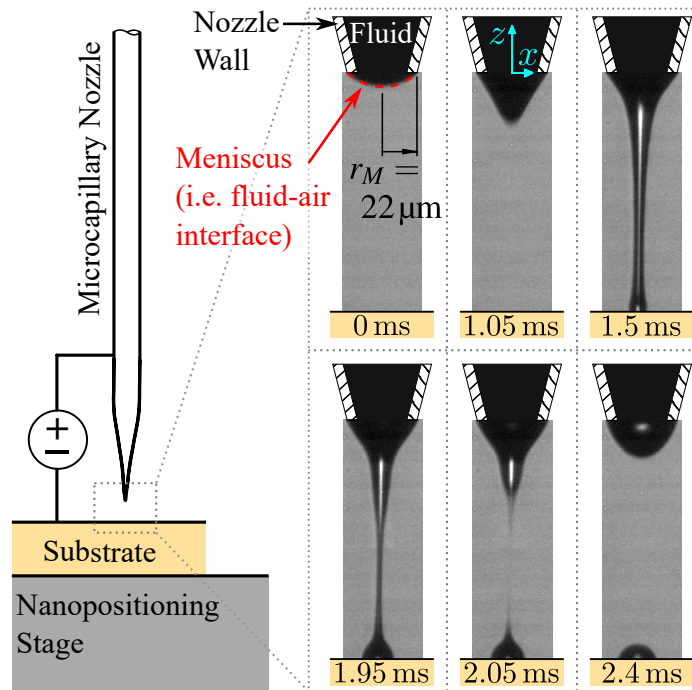 Nozzle
Wall
Fluid
z
x
Microcapillary Nozzle
Meniscus
(i.e. fluid-air
interface)
r_M =
22 µm
0 ms
1.05 ms
1.5 ms
+
−
Substrate
Nanopositioning
Stage
1.95 ms
2.05 ms
2.4 ms